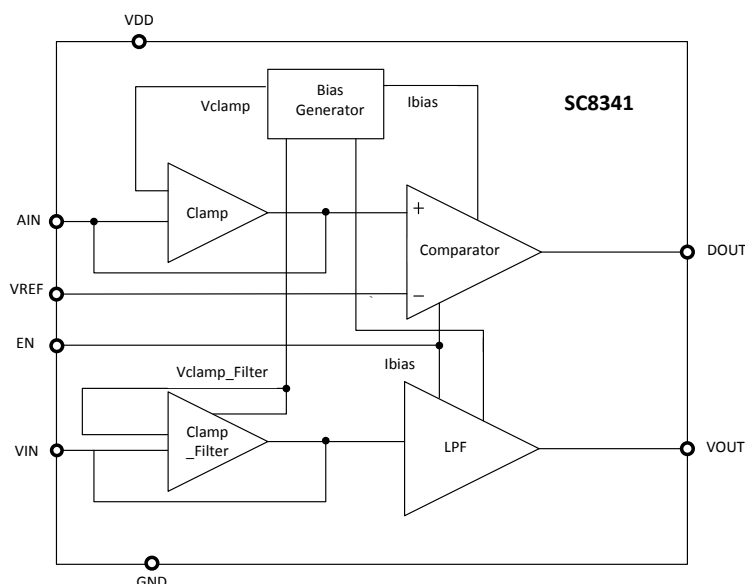 VDD
Bias
Generator
Vclamp
Ibias
SC8341
Clamp
AIN
+
Comparator
DOUT
VREF
−
EN
Ibias
Vclamp_Filter
Clamp
_Filter
VIN
LPF
VOUT
GND